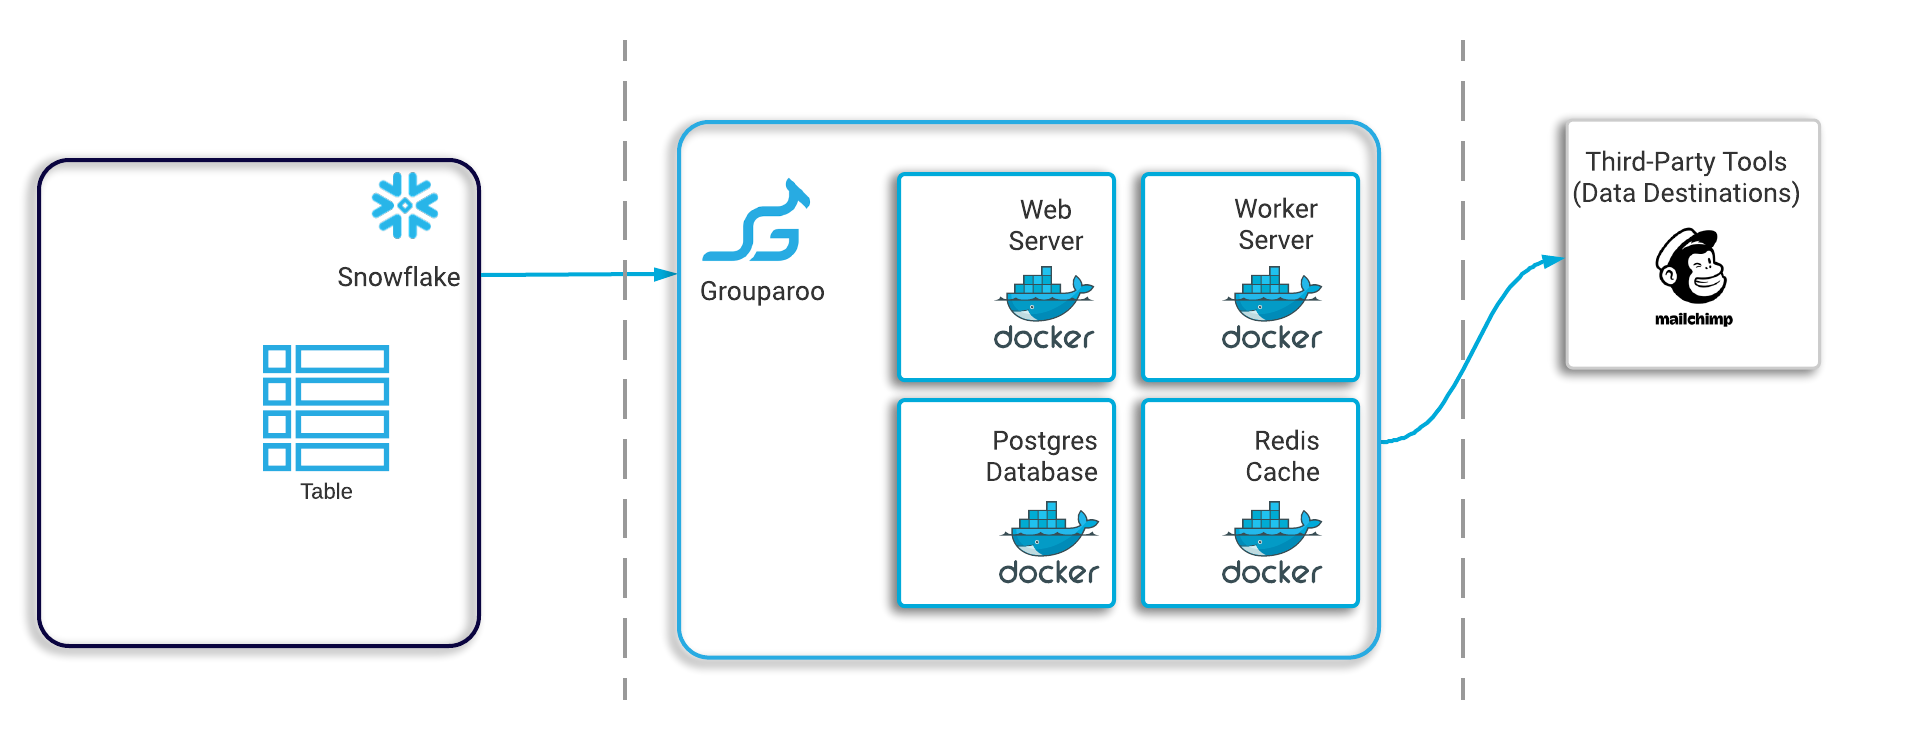 Snowflake
Table
Grouparoo
Web
Server
docker
Worker
Server
docker
Postgres
Database
docker
Redis
Cache
docker
Third-Party Tools
(Data Destinations)
mailchimp